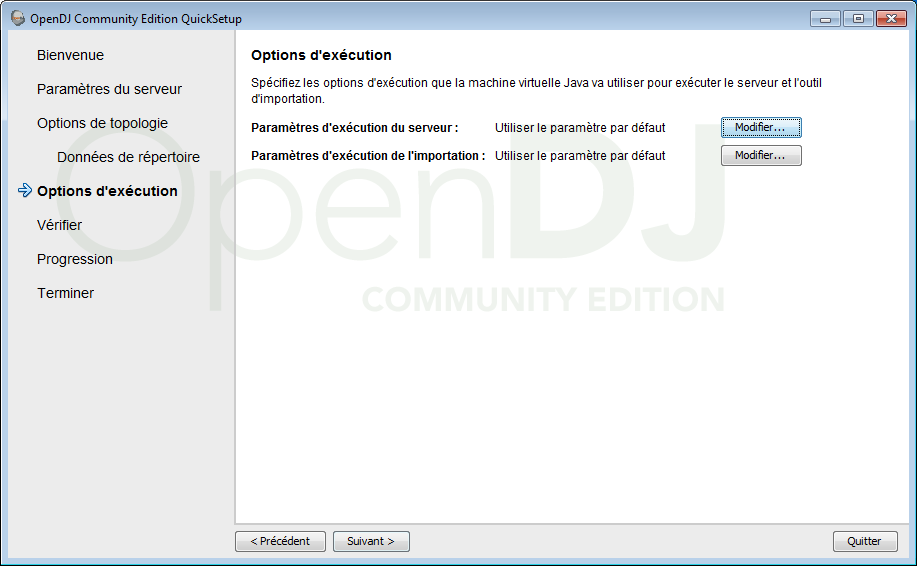 OpenDJ Community Edition QuickSetup
Bienvenue
Paramètres du serveur
Options de topologie
Données de répertoire
Options d'exécution
Vérifier
Progression
Terminer
Options d'exécution
Spécifiez les options d'exécution que la machine virtuelle Java va utiliser pour exécuter le serveur et l'outil
d'importation.
Paramètres d'exécution du serveur : Utiliser le paramètre par défaut Modifier...
Paramètres d'exécution de l'importation : Utiliser le paramètre par défaut Modifier...
OpenDJ
COMMUNITY EDITION
< Précédent Suivant > Quitter